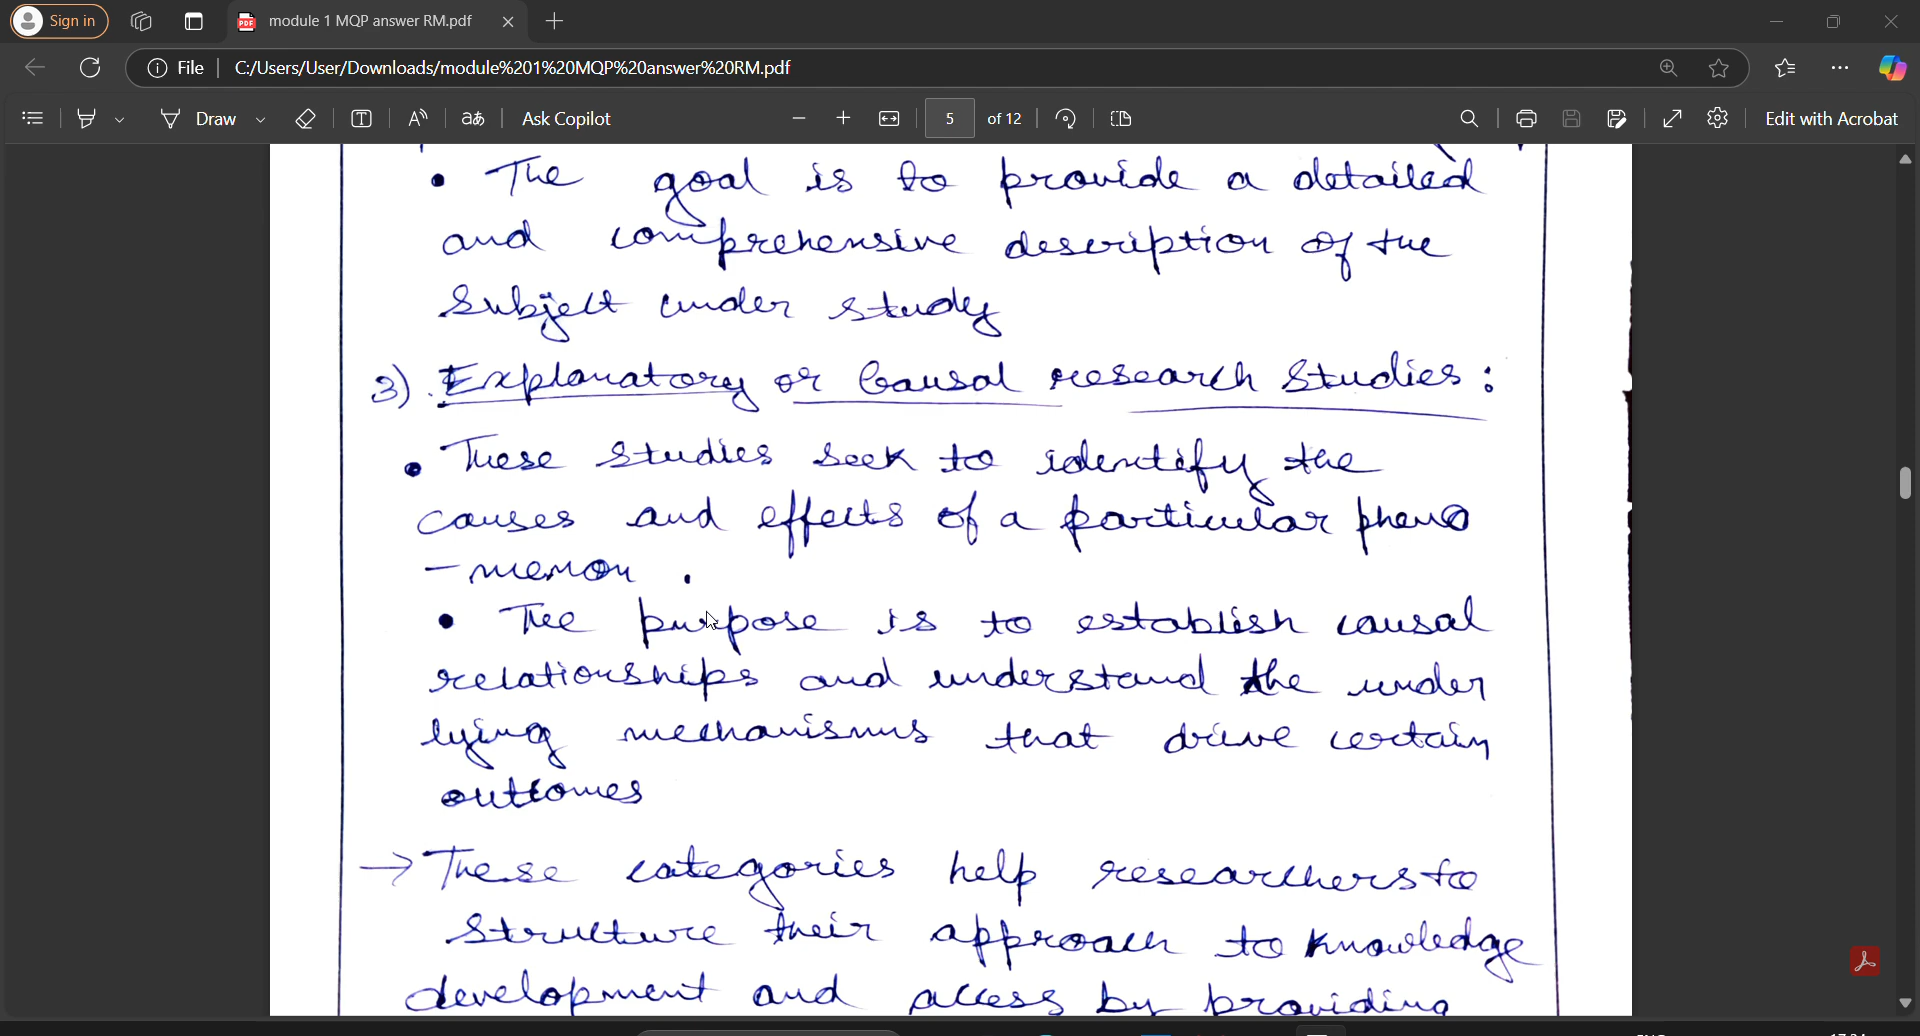 Sign in
module 1 MQP answer RM.pdf
File
C:/Users/User/Downloads/module%201%20MQP%20answer%20RM.pdf
Draw
Ask Copilot
5 of 12
Edit with Acrobat
• The goal is to provide a detailed
and comprehensive description of the
Subject under study
3). Explanatory or Causal research Studies :
• These studies seek to identify the
causes and effects of a particular pheno
- menon .
• The purpose is to establish causal
relationships and understand the under
lying mechanisms that drive certain
outcomes
→ These categories help researchers to
structure their approach to knowledge
development and access by providing